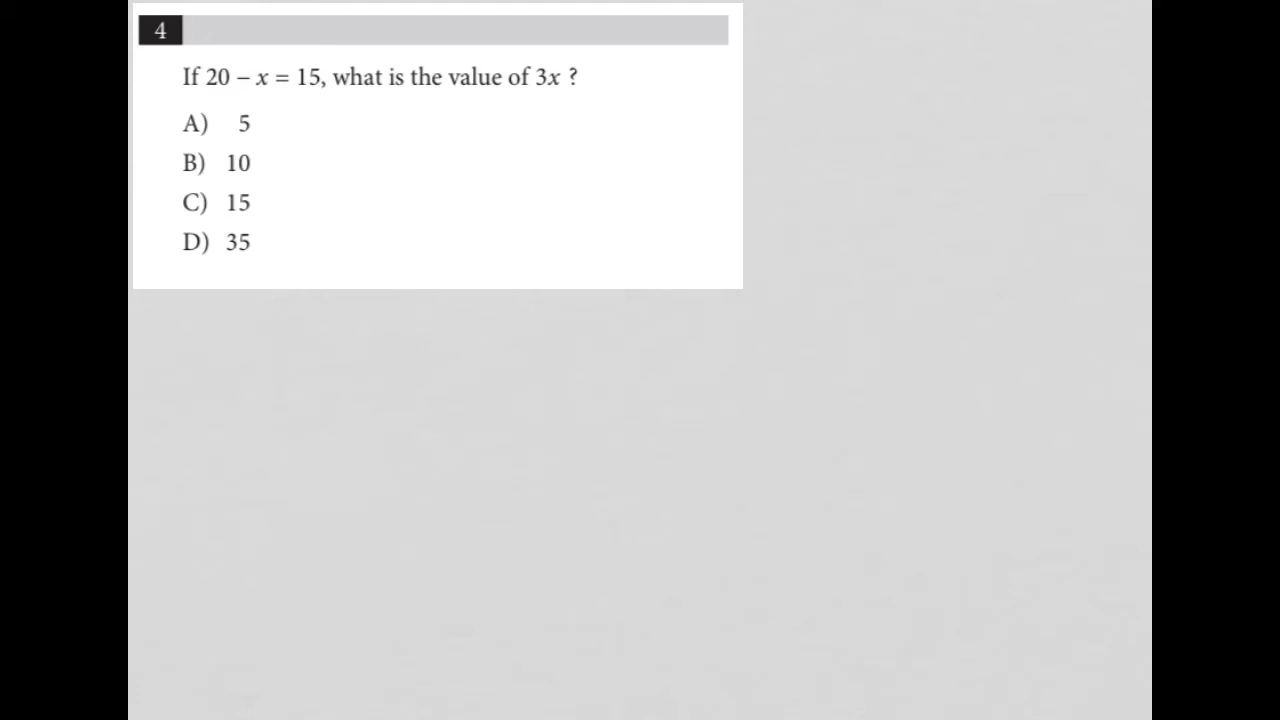 4
If 20 – x = 15, what is the value of 3x ?
A) 5
B) 10
C) 15
D) 35